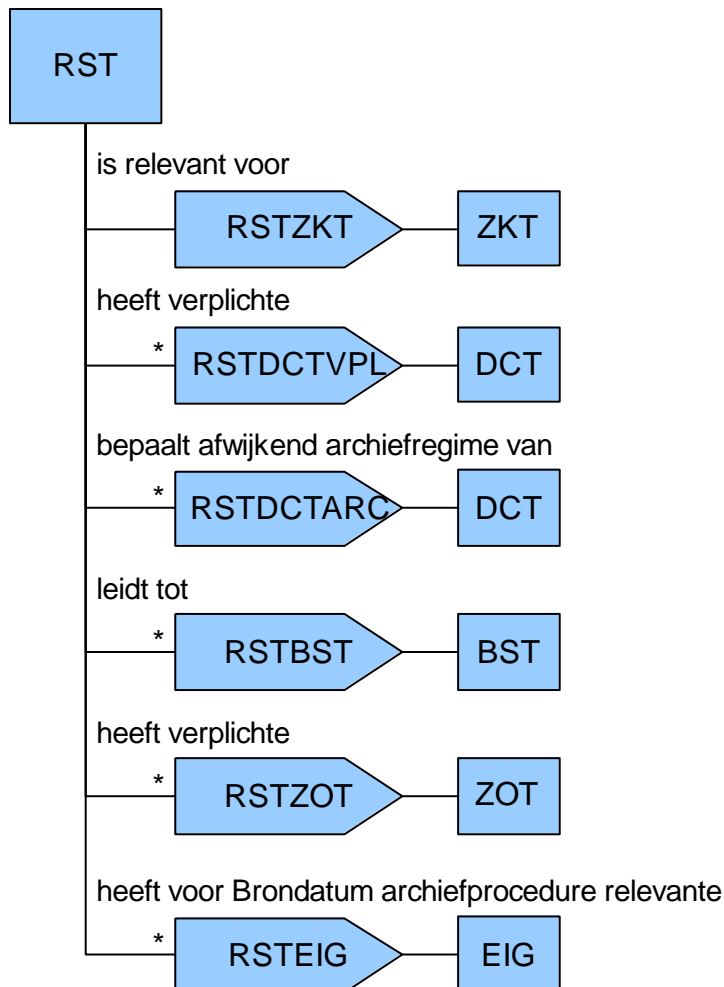 RST
is relevant voor
RSTZKT ZKT
heeft verplichte
* RSTDCTVPL DCT
bepaalt afwijkend archiefregime van
* RSTDCTARC DCT
leidt tot
* RSTBST BST
heeft verplichte
* RSTZOT ZOT
heeft voor Brondatum archiefprocedure relevante
* RSTEIG EIG